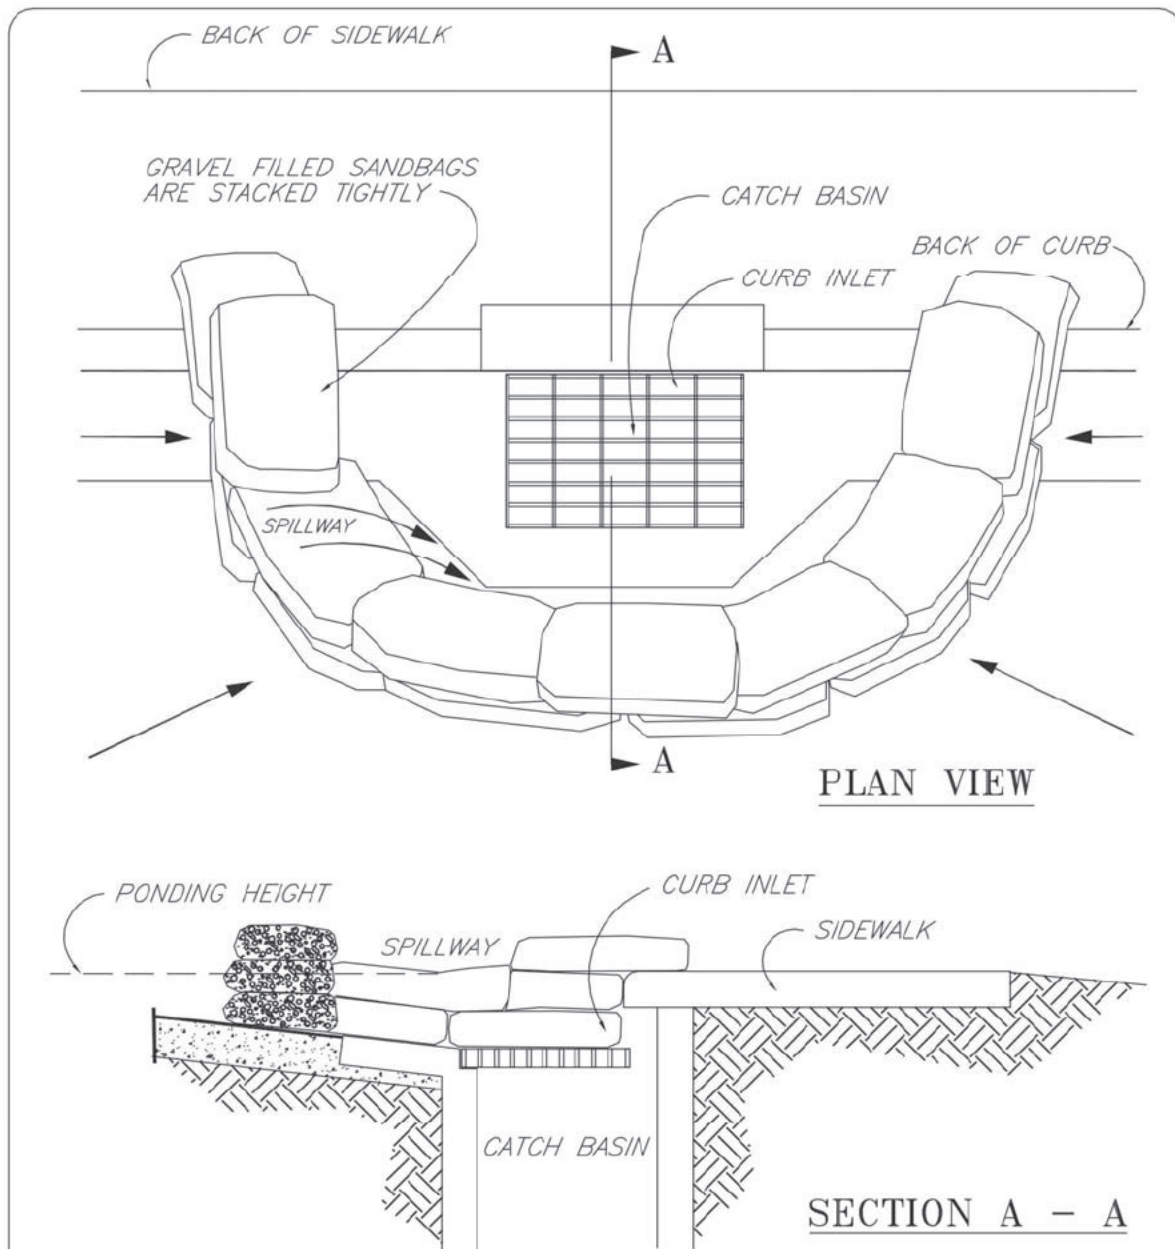 BACK OF SIDEWALK
A
GRAVEL FILLED SANDBAGS
ARE STACKED TIGHTLY
CATCH BASIN
BACK OF CURB
CURB INLET
SPILLWAY
A
PLAN VIEW
PONDING HEIGHT
CURB INLET
SPILLWAY
SIDEWALK
CATCH BASIN
SECTION A - A